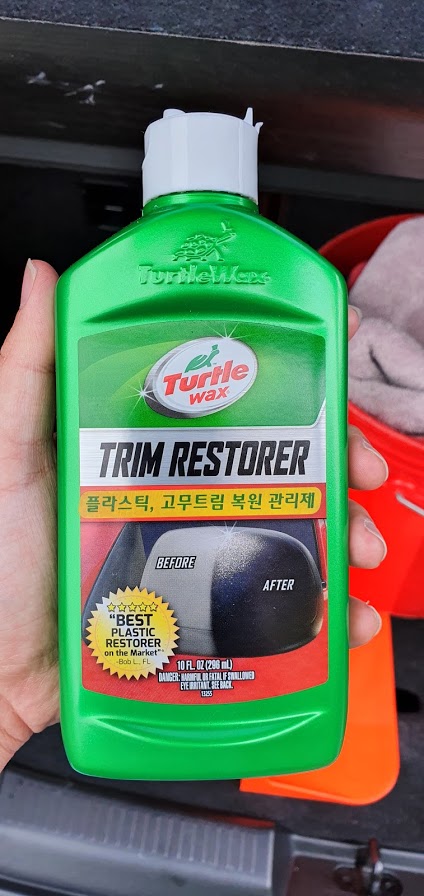 TurtleWax
Turtle
wax
TRIM RESTORER
플라스틱, 고무트림 복원 관리제
BEFORE
AFTER
"BEST
PLASTIC
RESTORER
on the Market"
-Bob L., FL
10 FL. OZ (296 mL)
DANGER: HARMFUL OR FATAL IF SWALLOWED
EYE IRRITANT. SEE BACK.